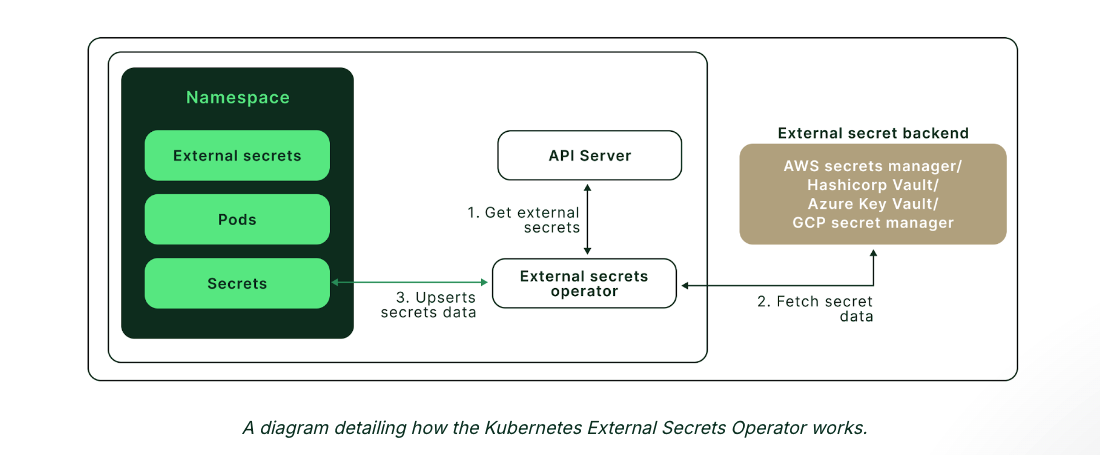 Namespace
External secrets
Pods
Secrets
API Server
1. Get external
secrets
External secrets
operator
3. Upserts
secrets data
External secret backend
AWS secrets manager/
Hashicorp Vault/
Azure Key Vault/
GCP secret manager
2. Fetch secret
data
A diagram detailing how the Kubernetes External Secrets Operator works.